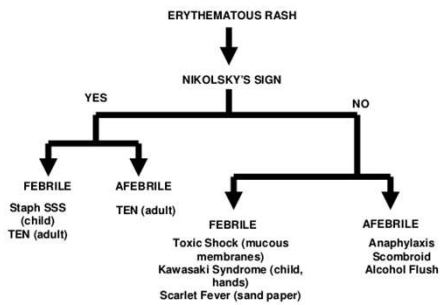 ERYTHEMATOUS RASH
NIKOLSKY'S SIGN
YES
NO
FEBRILE
Staph SSS
(child)
TEN (adult)
AFEBRILE
TEN (adult)
FEBRILE
Toxic Shock (mucous
membranes)
Kawasaki Syndrome (child,
hands)
Scarlet Fever (sand paper)
AFEBRILE
Anaphylaxis
Scombroid
Alcohol Flush